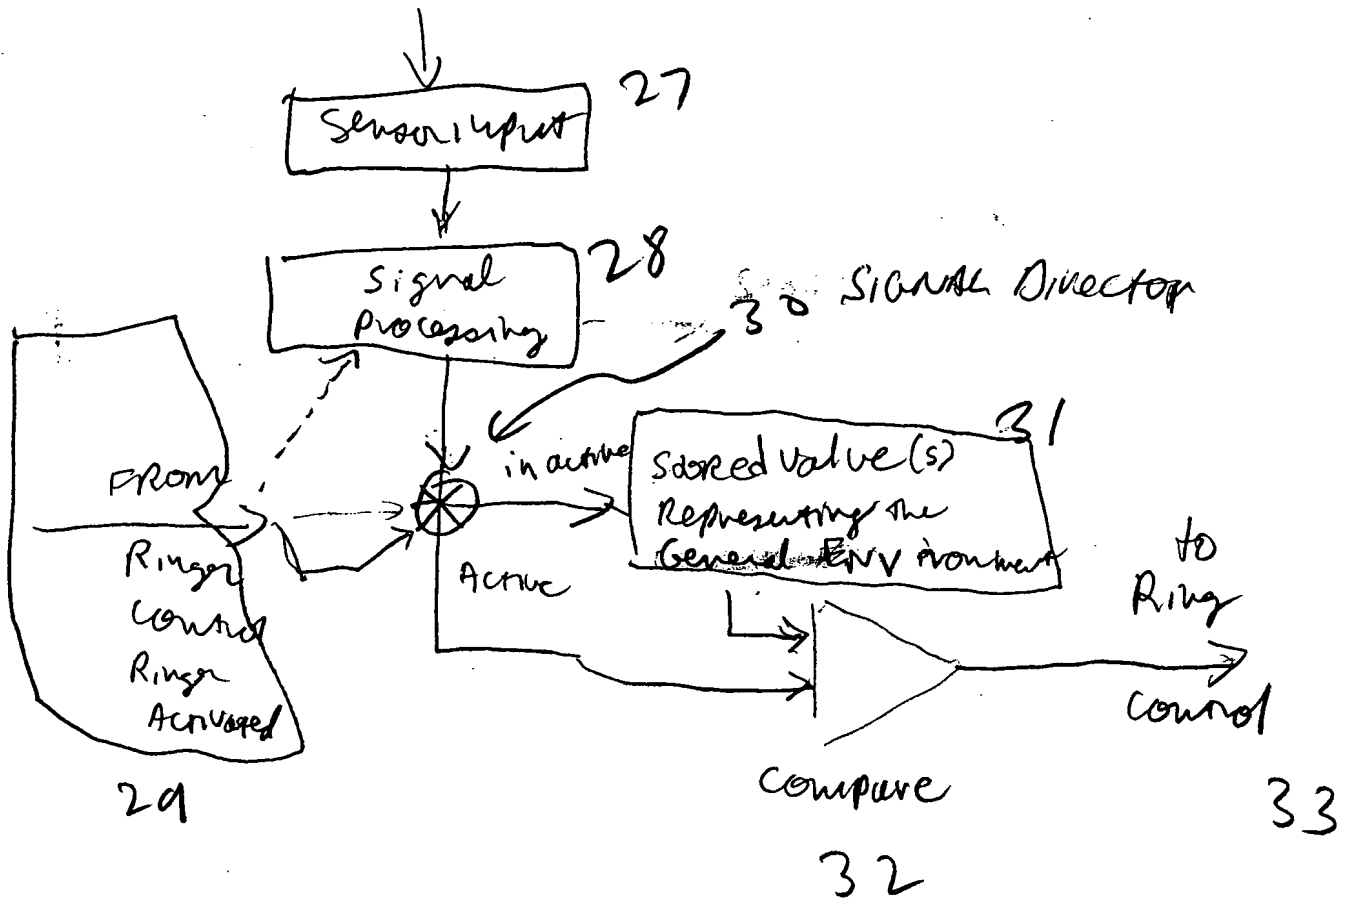 27
Sensor input
28
Signal
Processing
30 Signal Director
31
inactive
Stored value(s)
Representing the
General ENVironment
FROM
Ringer
Control
Ringer
Activated
29
Active
to
Ring
Control
33
Compare
32